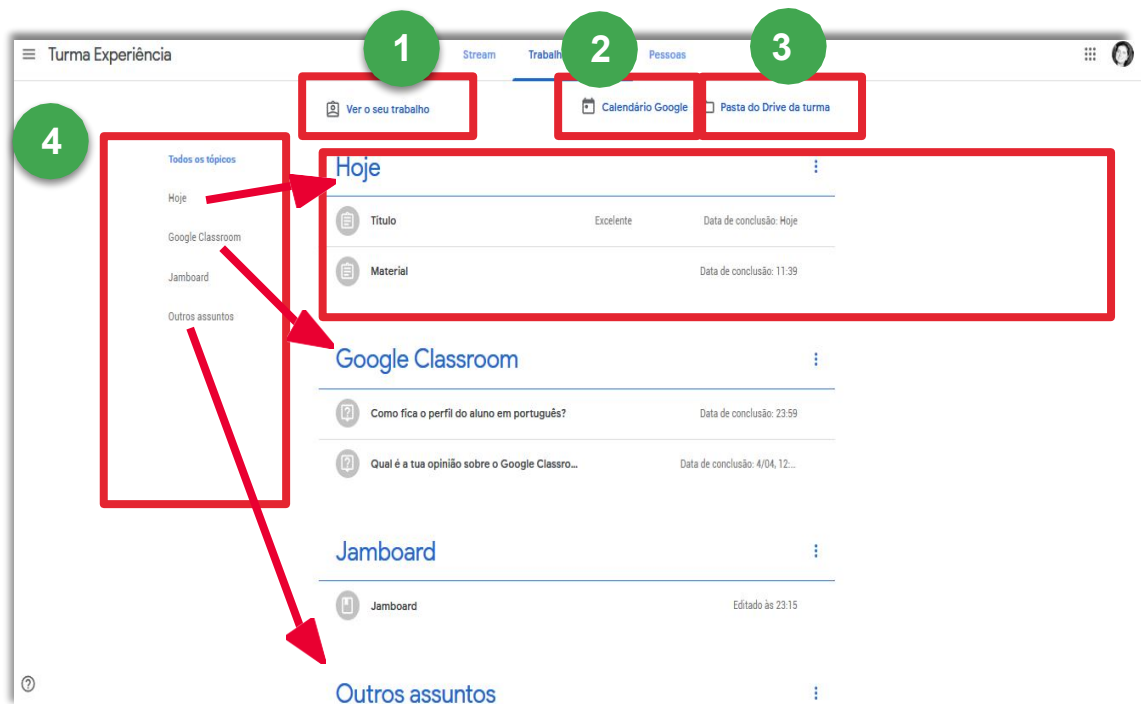 1
2
3
Turma Experiência
Stream
Trabalh
Pessoas
Ver o seu trabalho
Calendário Google
Pasta do Drive da turma
4
Todos os tópicos
Hoje
Google Classroom
Jamboard
Outros assuntos
Hoje
Título Excelente Data de conclusão: Hoje
Material Data de conclusão: 11:39
Google Classroom
Como fica o perfil do aluno em português? Data de conclusão: 23:59
Qual é a tua opinião sobre o Google Classro... Data de conclusão: 4/04, 12:...
Jamboard
Jamboard Editado às 23:15
Outros assuntos